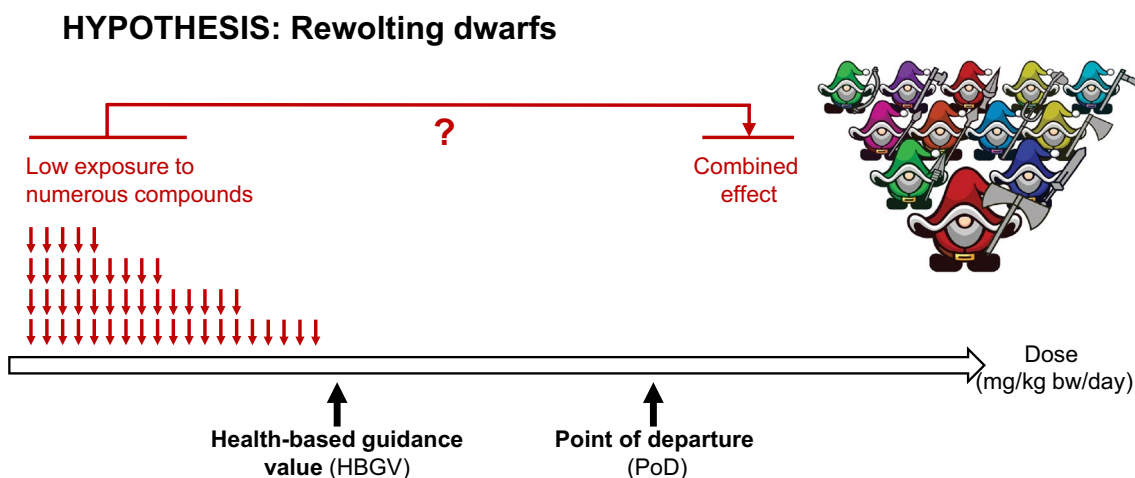 HYPOTHESIS: Rewolting dwarfs
?
Low exposure to
numerous compounds
Combined
effect
Dose
(mg/kg bw/day)
Health-based guidance
value (HBGV)
Point of departure
(PoD)